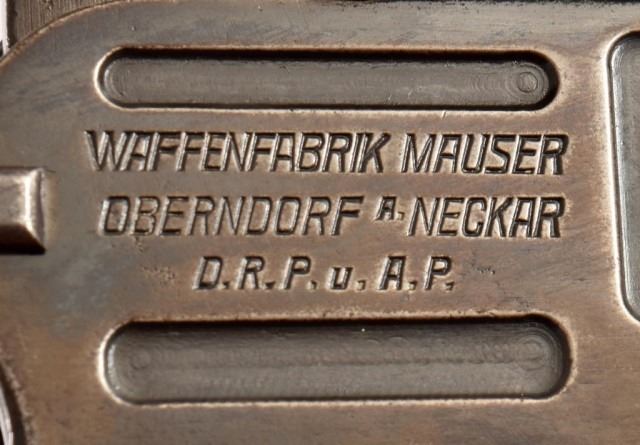 WAFFENFABRIK MAUSER
OBERNDORF A. NECKAR
D.R.P. u. A.P.